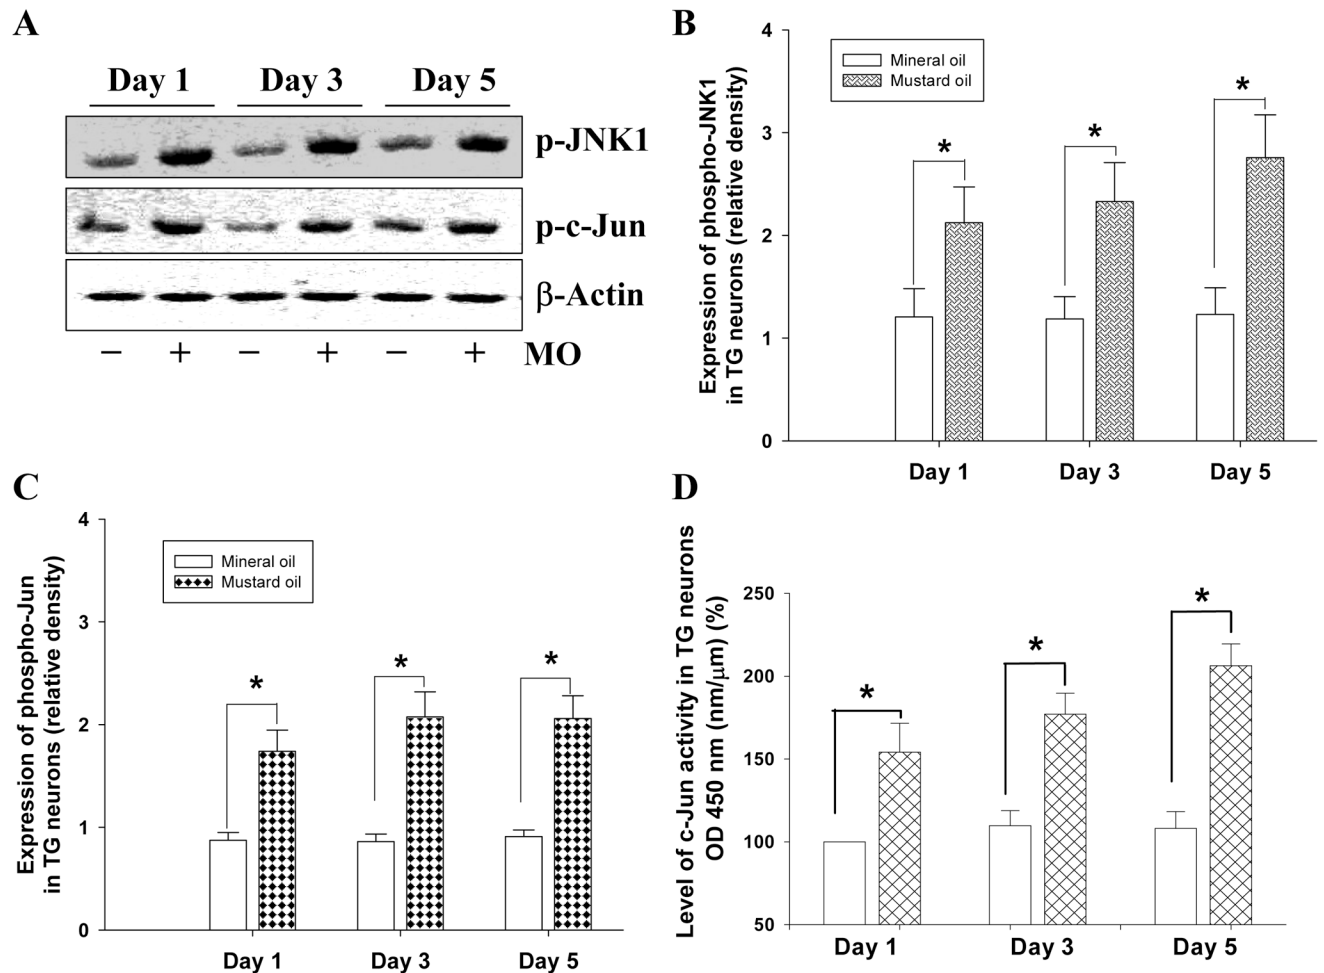 A
Day 1 Day 3 Day 5
p-JNK1
p-c-Jun
β-Actin
− + − + − + MO
B
Expression of phospho-JNK1
in TG neurons (relative density)
4
3
2
1
0
Mineral oil
Mustard oil
*
*
*
Day 1 Day 3 Day 5
C
Expression of phospho-Jun
in TG neurons (relative density)
4
3
2
1
0
Mineral oil
Mustard oil
*
*
*
Day 1 Day 3 Day 5
D
Level of c-Jun activity in TG neurons
OD 450 nm (nm/μm) (%)
250
200
150
100
50
*
*
*
Day 1 Day 3 Day 5